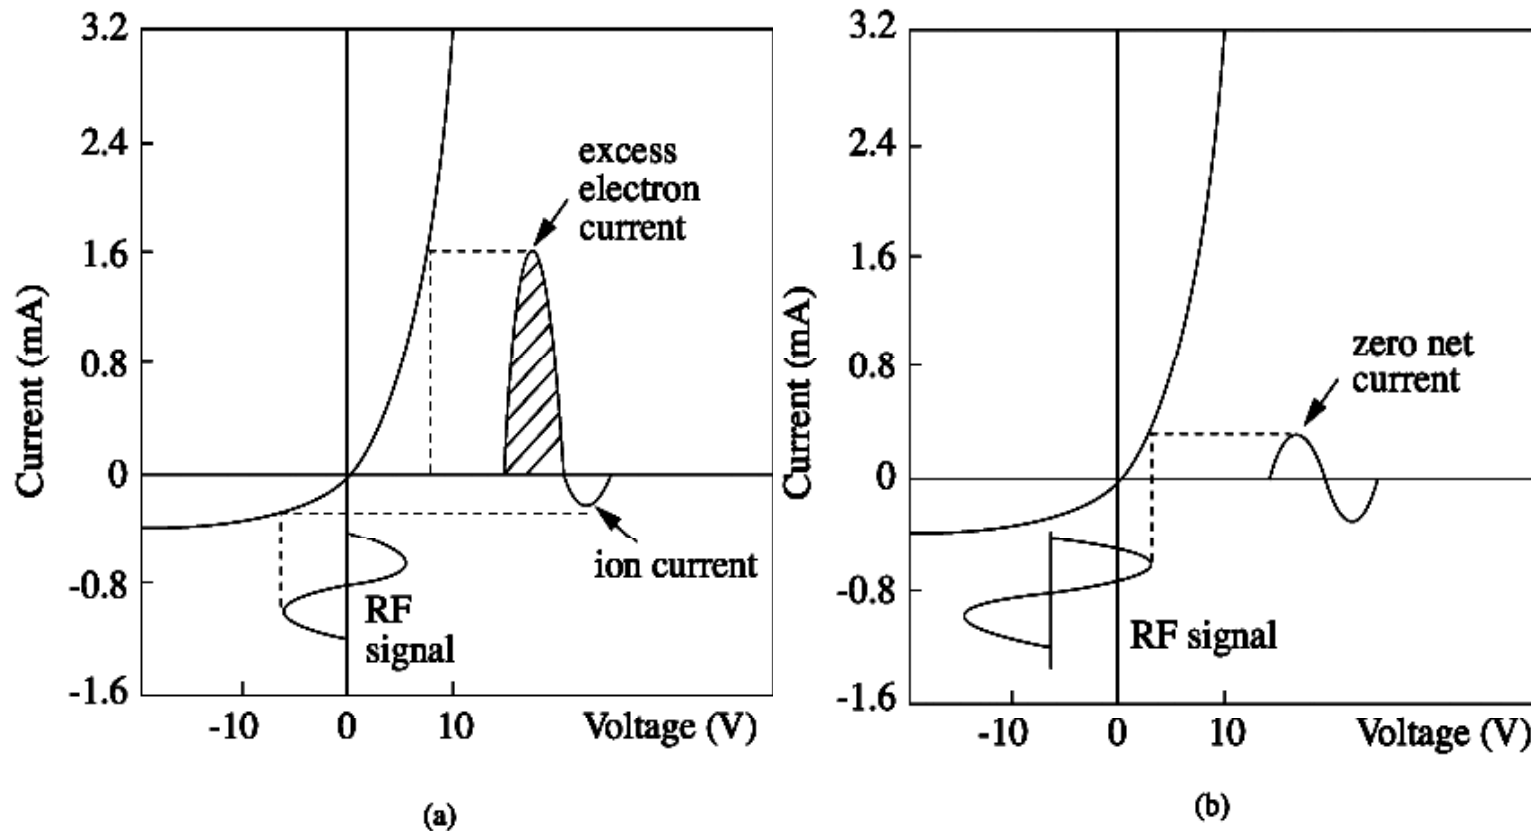 3.2
2.4
1.6
0.8
0
-0.8
-1.6
Current (mA)
excess
electron
current
ion current
RF
signal
-10 0 10 Voltage (V)
(a)
3.2
2.4
1.6
0.8
0
-0.8
-1.6
Current (mA)
zero net
current
RF signal
-10 0 10 Voltage (V)
(b)